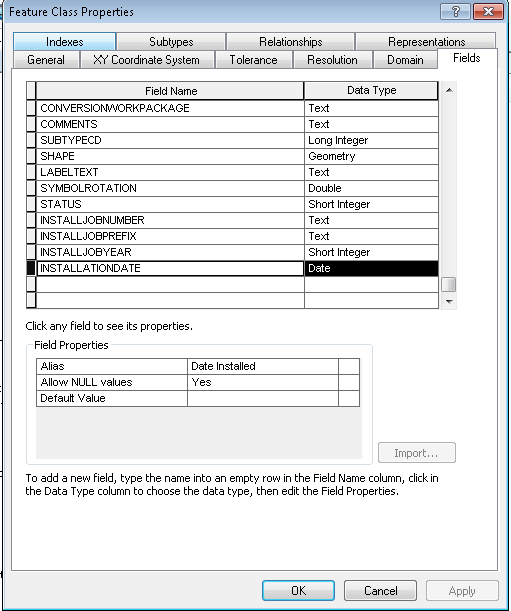 Feature Class Properties
Indexes Subtypes Relationships Representations
General XY Coordinate System Tolerance Resolution Domain Fields
Field Name Data Type
CONVERSIONWORKPACKAGE Text
COMMENTS Text
SUBTYPECD Long Integer
SHAPE Geometry
LABELTEXT Text
SYMBOLROTATION Double
STATUS Short Integer
INSTALLJOBNUMBER Text
INSTALLJOBPREFIX Text
INSTALLJOBYEAR Short Integer
INSTALLATIONDATE Date
Click any field to see its properties.
Field Properties
Alias Date Installed
Allow NULL values Yes
Default Value
Import...
To add a new field, type the name into an empty row in the Field Name column, click in
the Data Type column to choose the data type, then edit the Field Properties.
OK Cancel Apply